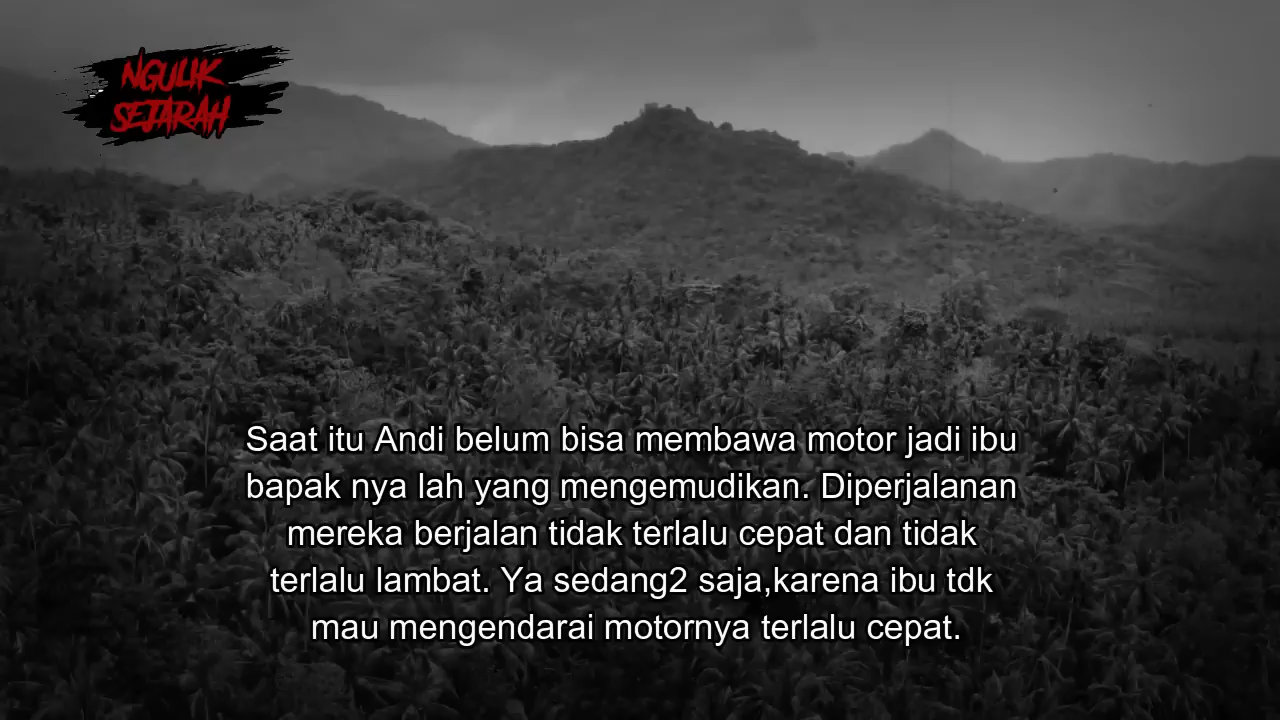 NGULIK
SEJARAH
Saat itu Andi belum bisa membawa motor jadi ibu
bapak nya lah yang mengemudikan. Diperjalanan
mereka berjalan tidak terlalu cepat dan tidak
terlalu lambat. Ya sedang2 saja,karena ibu tdk
mau mengendarai motornya terlalu cepat.